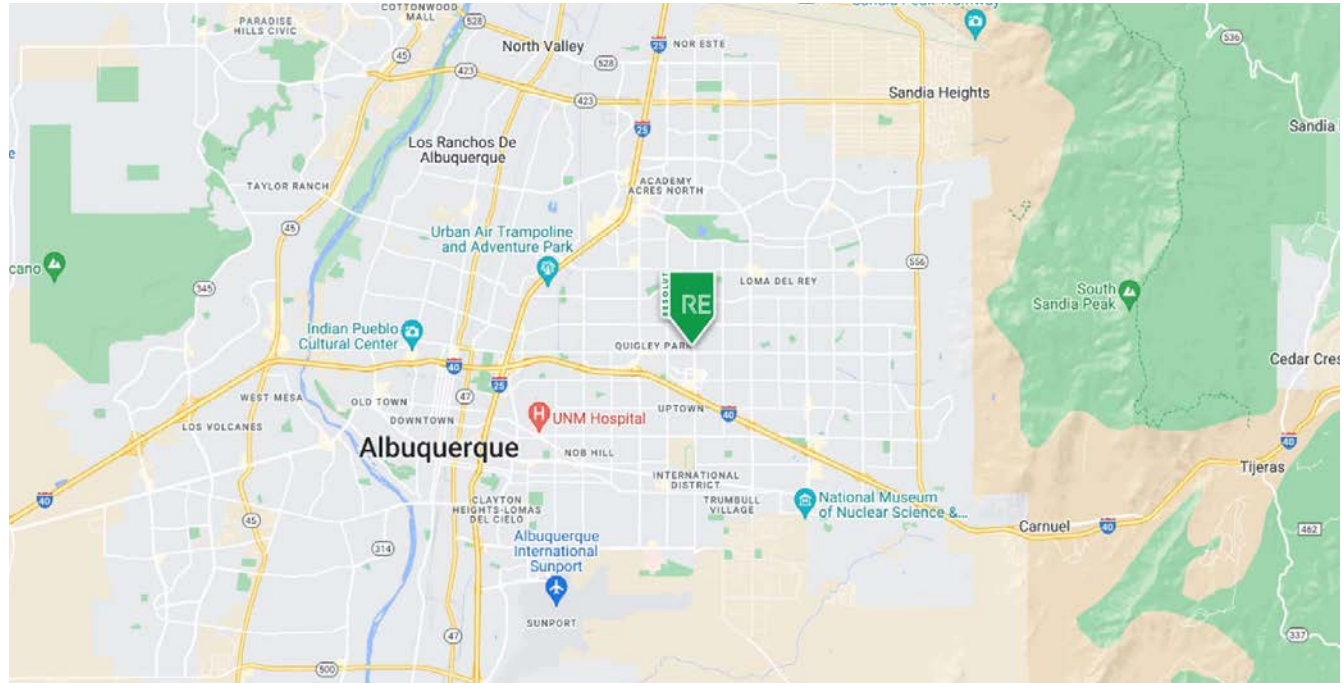 COTTONWOOD
MALL
528
Sandia Peak Tramway
PARADISE
HILLS CIVIC
North Valley
25
NOR ESTE
536
45
528
423
423
Sandia Heights
25
Sandia
Los Ranchos De
Albuquerque
TAYLOR RANCH
ACADEMY
ACRES NORTH
45
Urban Air Trampoline
and Adventure Park
556
cano
345
RESOLUT
RE
LOMA DEL REY
South
Sandia Peak
Indian Pueblo
Cultural Center
QUIGLEY PARK
40
25
Cedar Cres
WEST MESA
OLD TOWN
47
DOWNTOWN
UNM Hospital
UPTOWN
40
LOS VOLCANES
Albuquerque
NOB HILL
40
Tijeras
INTERNATIONAL
DISTRICT
40
CLAYTON
HEIGHTS-LOMAS
DEL CIELO
TRUMBULL
VILLAGE
National Museum
of Nuclear Science &...
45
Carnuel
40
462
314
Albuquerque
International
Sunport
SUNPORT
47
337
500